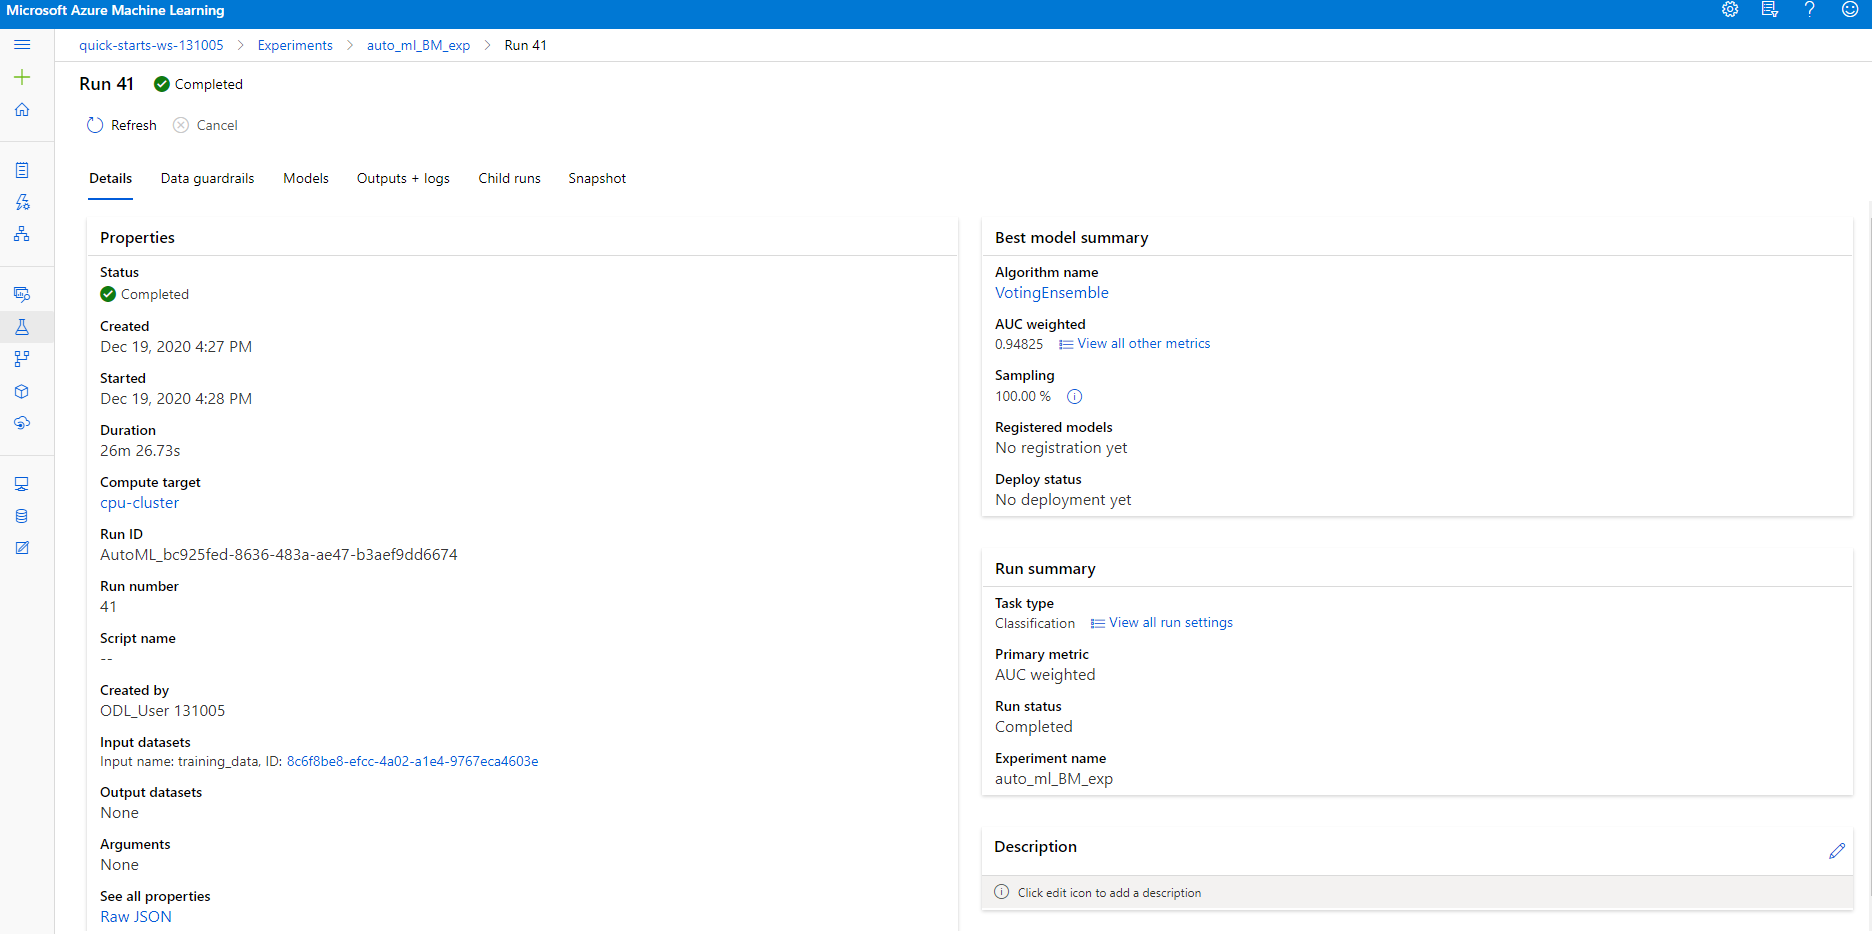 Microsoft Azure Machine Learning
quick-starts-ws-131005 > Experiments > auto_ml_BM_exp > Run 41
Run 41 Completed
Refresh Cancel
Details Data guardrails Models Outputs + logs Child runs Snapshot
Properties
Status
Completed
Created
Dec 19, 2020 4:27 PM
Started
Dec 19, 2020 4:28 PM
Duration
26m 26.73s
Compute target
cpu-cluster
Run ID
AutoML_bc925fed-8636-483a-ae47-b3aef9dd6674
Run number
41
Script name
--
Created by
ODL_User 131005
Input datasets
Input name: training_data, ID: 8c6f8be8-efcc-4a02-a1e4-9767eca4603e
Output datasets
None
Arguments
None
See all properties
Raw JSON
Best model summary
Algorithm name
VotingEnsemble
AUC weighted
0.94825 View all other metrics
Sampling
100.00 %
Registered models
No registration yet
Deploy status
No deployment yet
Run summary
Task type
Classification View all run settings
Primary metric
AUC weighted
Run status
Completed
Experiment name
auto_ml_BM_exp
Description
Click edit icon to add a description